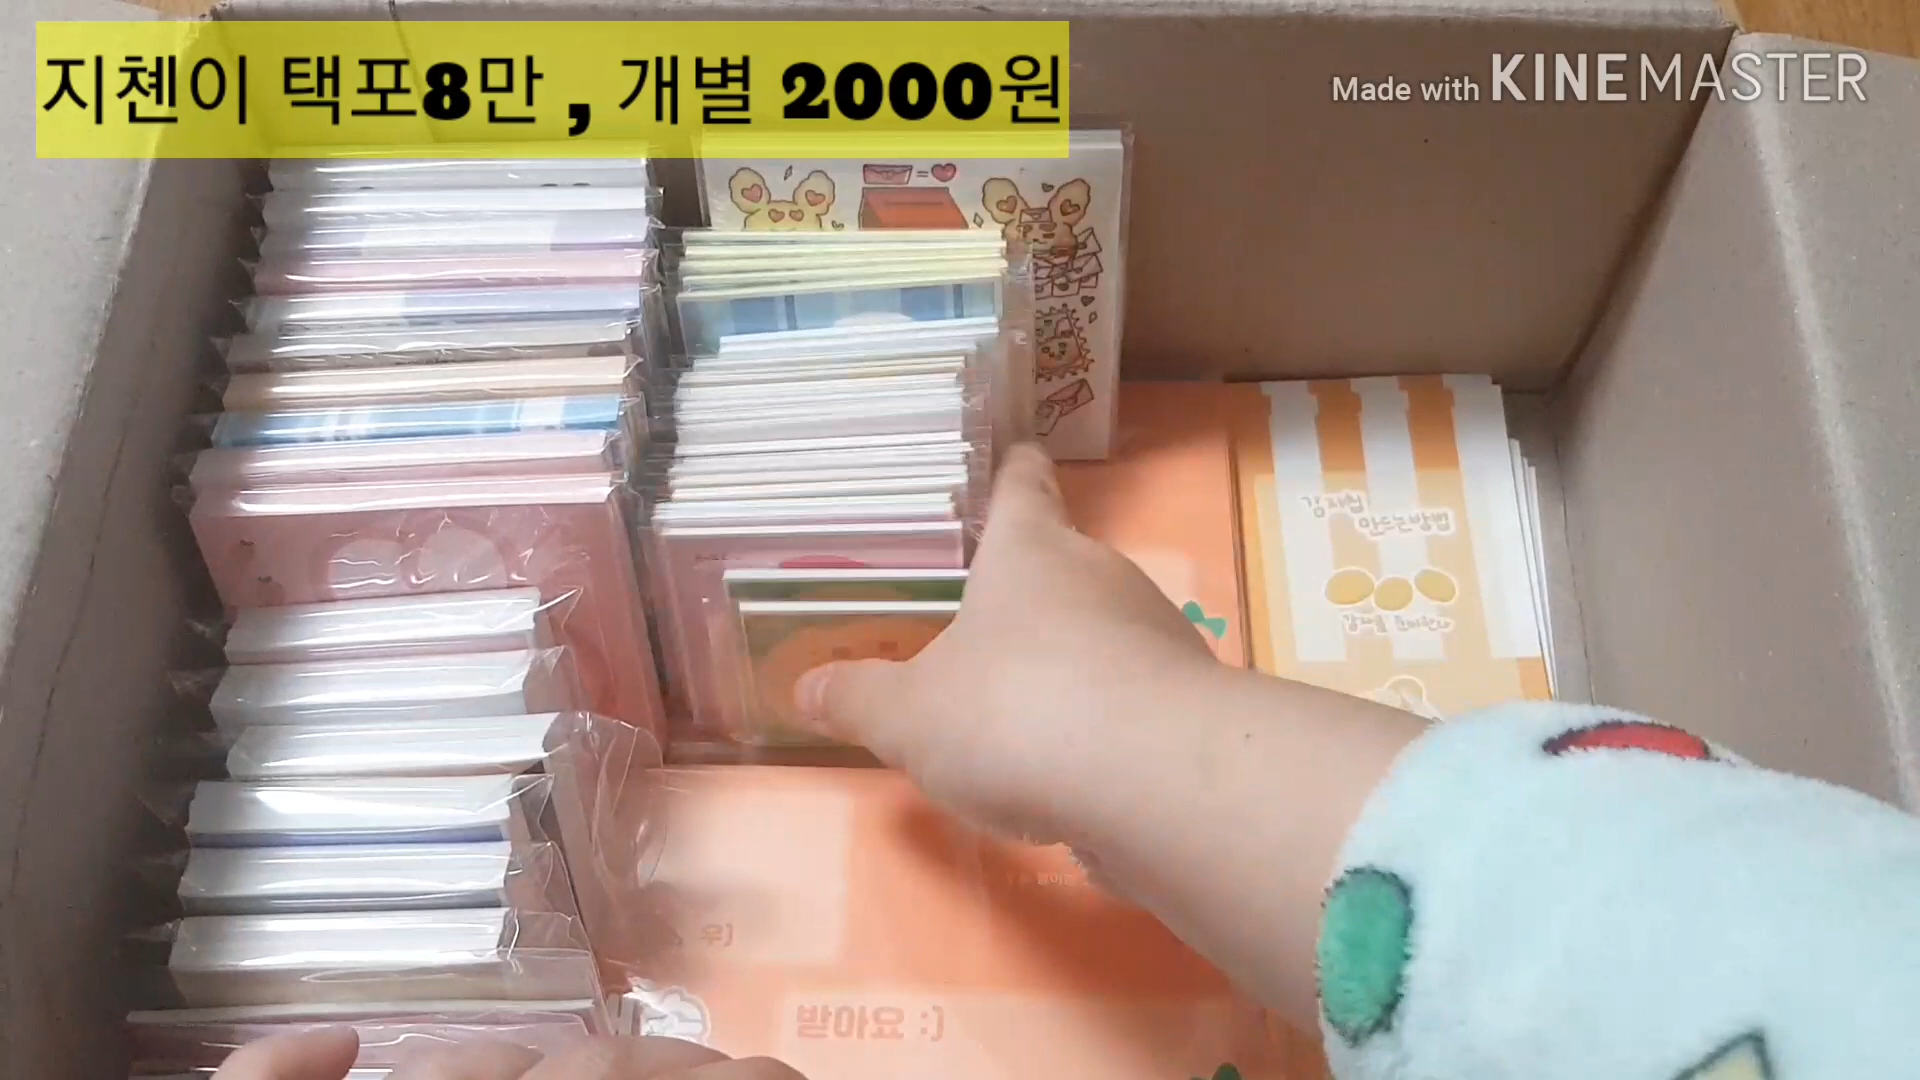 지첸이 택포8만 , 개별 2000원
Made with KINEMASTER
감재칩
만드는방법
받아요 :)